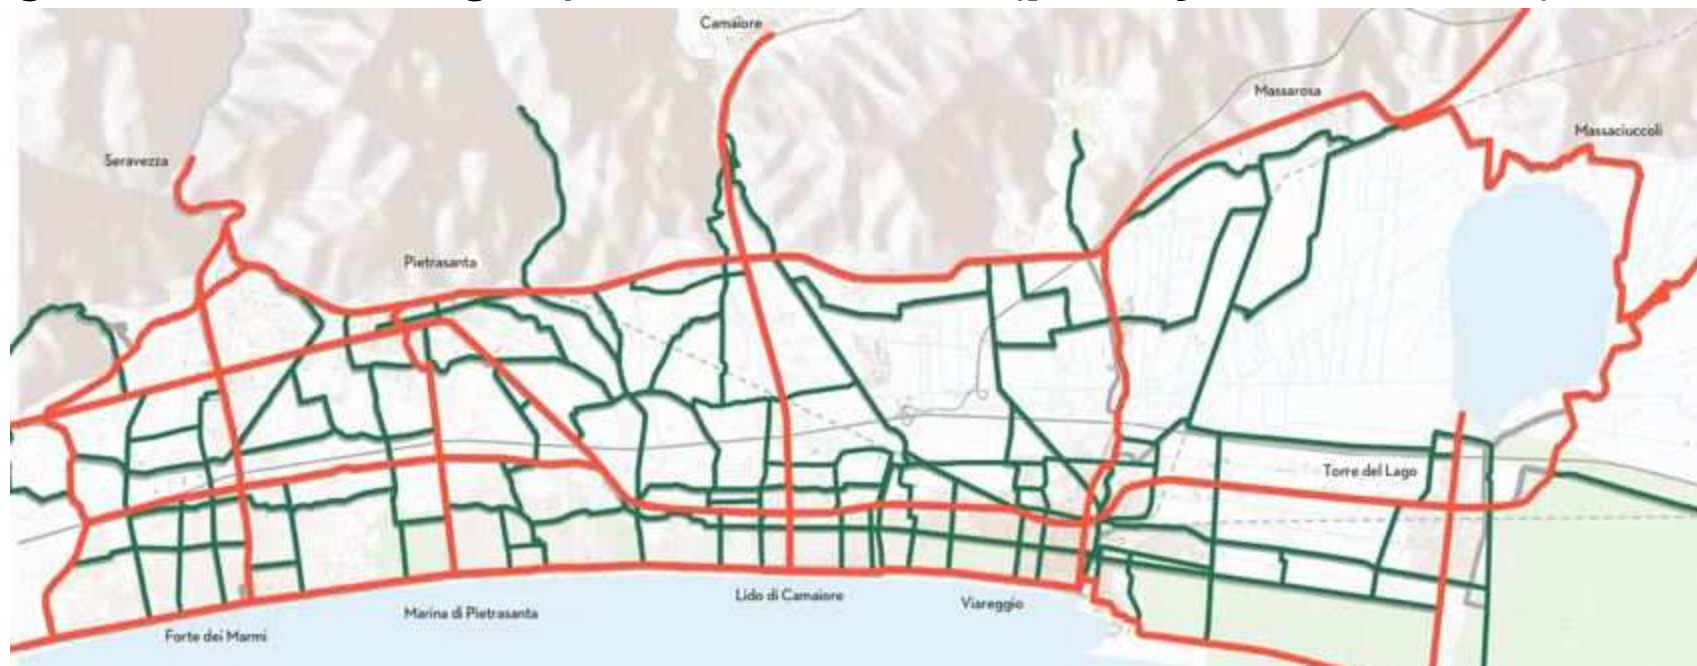 Camaiore
Massarosa
Massaciuccoli
Seravezza
Pietrasanta
Torre del Lago
Lido di Camaiore
Viareggio
Marina di Pietrasanta
Forte dei Marmi